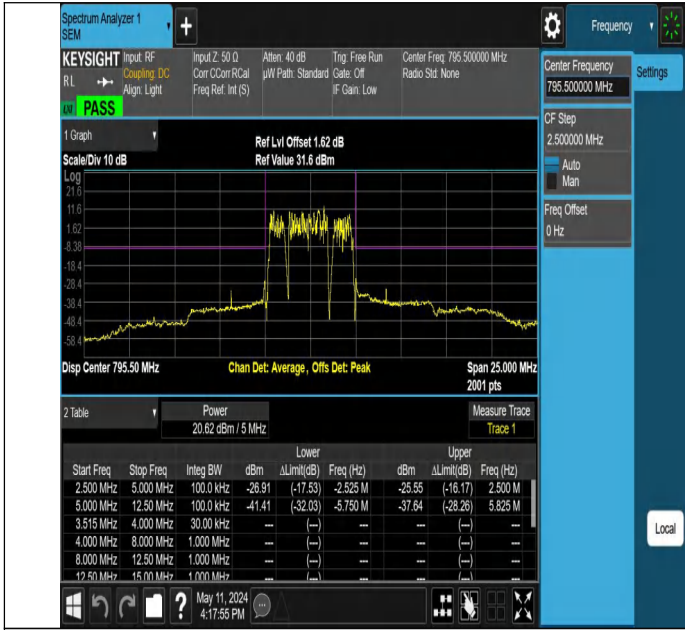 Spectrum Analyzer 1
SEM
+
Frequency
KEYSIGHT Input: RF Input Z: 50 Ω Atten: 40 dB Trig: Free Run Center Freq: 795.500000 MHz
RL Coupling: DC Corr CCorr RCal µW Path: Standard Gate: Off Radio Std: None
Align: Light Freq Ref: Int (S) IF Gain: Low
PASS
Center Frequency
795.500000 MHz
Settings
CF Step
2.500000 MHz
Auto
Man
Freq Offset
0 Hz
1 Graph
Ref Lvl Offset 1.62 dB
Scale/Div 10 dB Ref Value 31.6 dBm
Log
21.6
11.6
1.62
-8.38
-18.4
-28.4
-38.4
-48.4
-58.4
Disp Center 795.50 MHz Chan Det: Average, Offs Det: Peak Span 25.000 MHz
2001 pts
2 Table Power Measure Trace
20.62 dBm / 5 MHz Trace 1
Lower Upper
Start Freq Stop Freq Integ BW dBm ΔLimit(dB) Freq (Hz) dBm ΔLimit(dB) Freq (Hz)
2.500 MHz 5.000 MHz 100.0 kHz -26.91 (-17.53) -2.525 M -25.55 (-16.17) 2.500 M
5.000 MHz 12.50 MHz 100.0 kHz -41.41 (-32.03) -5.750 M -37.64 (-28.26) 5.825 M
3.515 MHz 4.000 MHz 30.00 kHz --- (---) --- --- (---) ---
4.000 MHz 8.000 MHz 1.000 MHz --- (---) --- --- (---) ---
8.000 MHz 12.50 MHz 1.000 MHz --- (---) --- --- (---) ---
12.50 MHz 15.00 MHz 1.000 MHz --- (---) --- --- (---) ---
Local
? May 11, 2024
4:17:55 PM